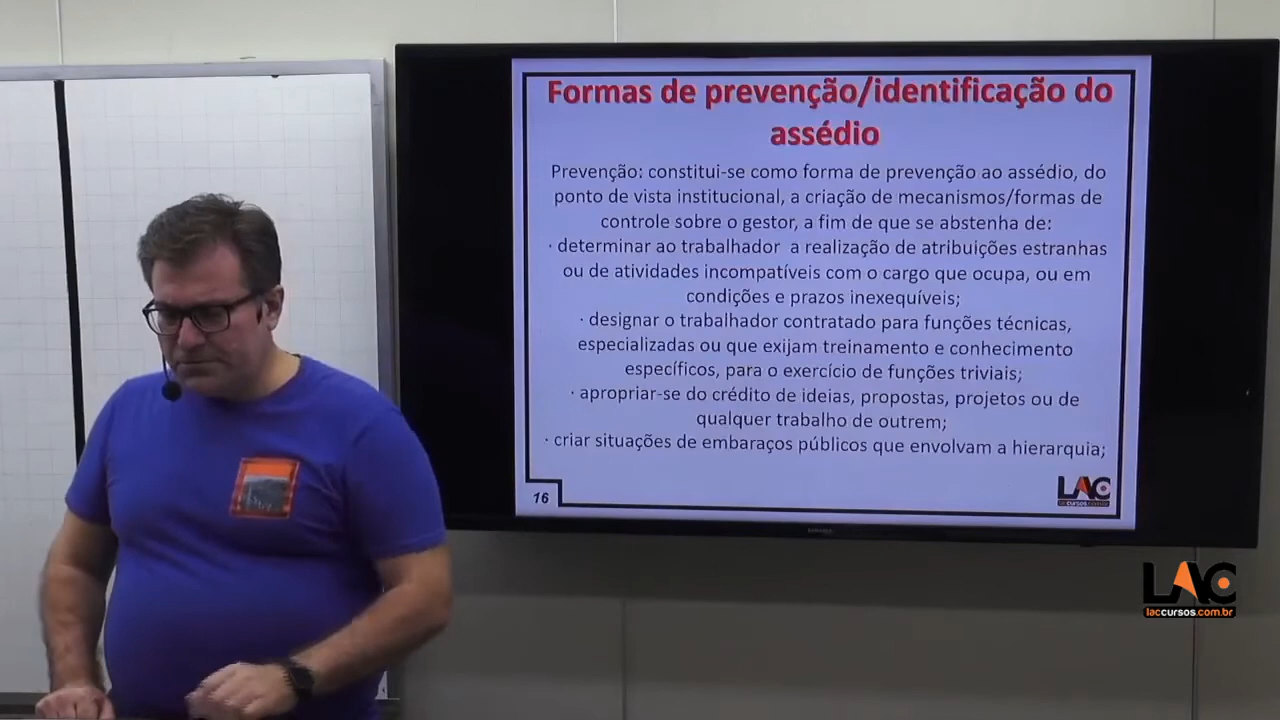 Formas de prevenção/identificação do
assédio
Prevenção: constitui-se como forma de prevenção ao assédio, do
ponto de vista institucional, a criação de mecanismos/formas de
controle sobre o gestor, a fim de que se abstenha de:
· determinar ao trabalhador a realização de atribuições estranhas
ou de atividades incompatíveis com o cargo que ocupa, ou em
condições e prazos inexequíveis;
· designar o trabalhador contratado para funções técnicas,
especializadas ou que exijam treinamento e conhecimento
específicos, para o exercício de funções triviais;
· apropriar-se do crédito de ideias, propostas, projetos ou de
qualquer trabalho de outrem;
· criar situações de embaraços públicos que envolvam a hierarquia;
16
LAC
LAC
laccursos.com.br